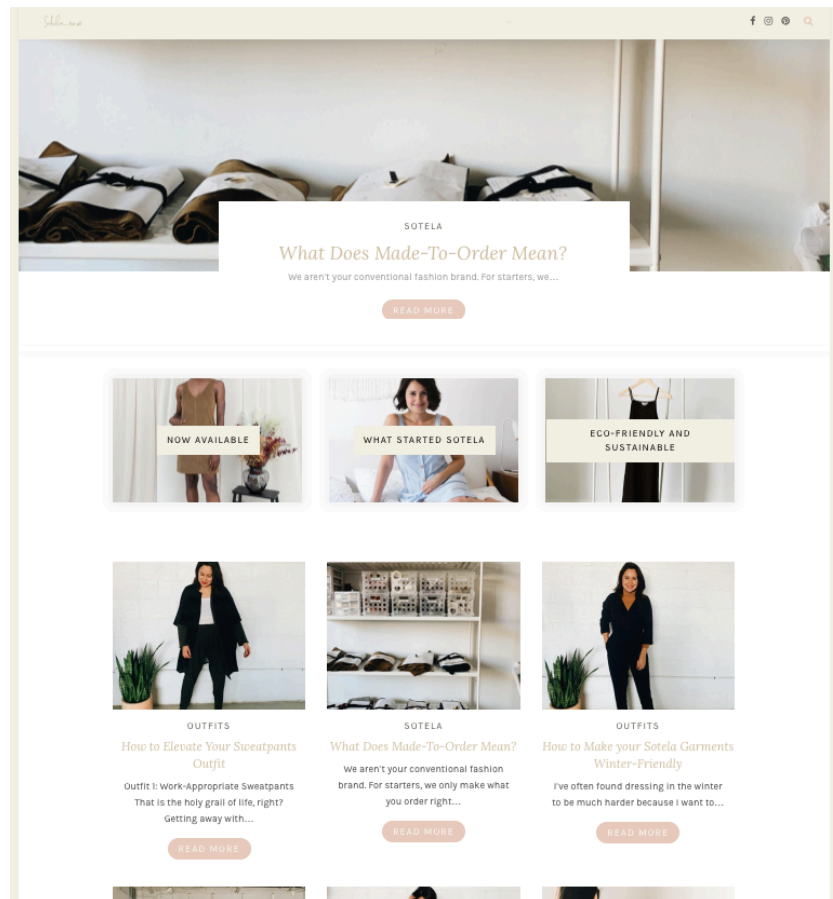 SOTELA
What Does Made-To-Order Mean?
We aren't your conventional fashion brand. For starters, we...
READ MORE
NOW AVAILABLE
WHAT STARTED SOTELA
ECO-FRIENDLY AND
SUSTAINABLE
OUTFITS
How to Elevate Your Sweatpants
Outfit
Outfit 1: Work-Appropriate Sweatpants
That is the holy grail of life, right?
Getting away with...
READ MORE
SOTELA
What Does Made-To-Order Mean?
We aren't your conventional fashion
brand. For starters, we only make what
you order right...
READ MORE
OUTFITS
How to Make your Sotela Garments
Winter-Friendly
I've often found dressing in the winter
to be much harder because I want to...
READ MORE